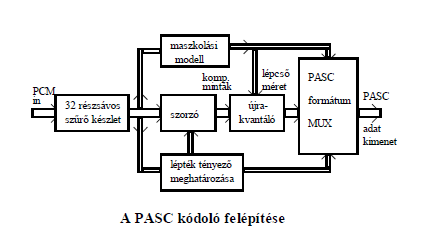 maszkolási
modell
komp.
minták
lépcső
méret
PCM
in
32 részsávos
szűrő készlet
szorzó
újra-
kvantáló
PASC
formátum
MUX
PASC
adat
kimenet
lépték tényező
meghatározása
A PASC kódoló felépítése